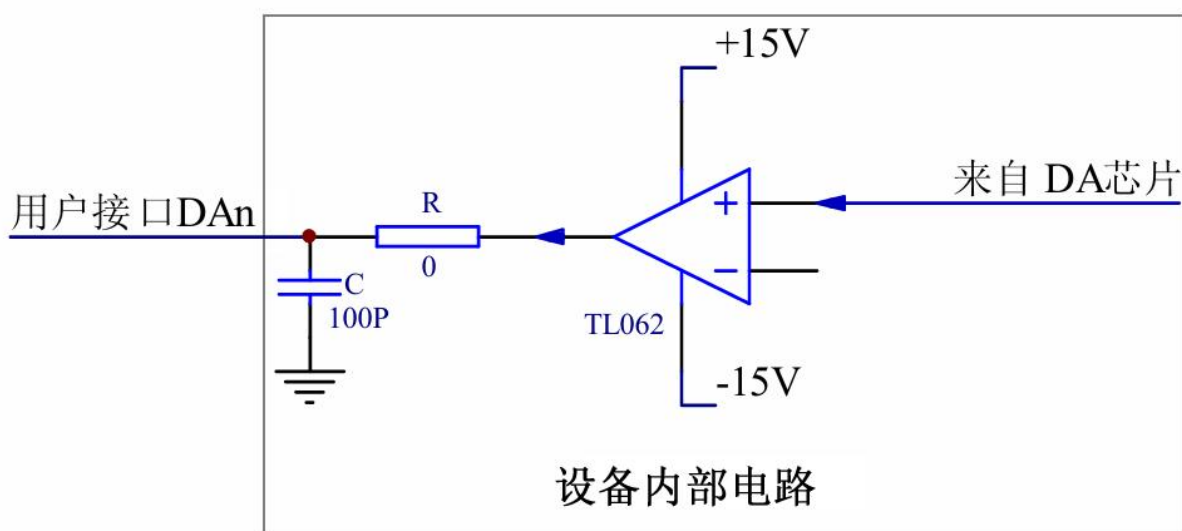 +15V
来自 DA芯片
用户接口DAn
R
0
C
100P
+
−
TL062
-15V
设备内部电路